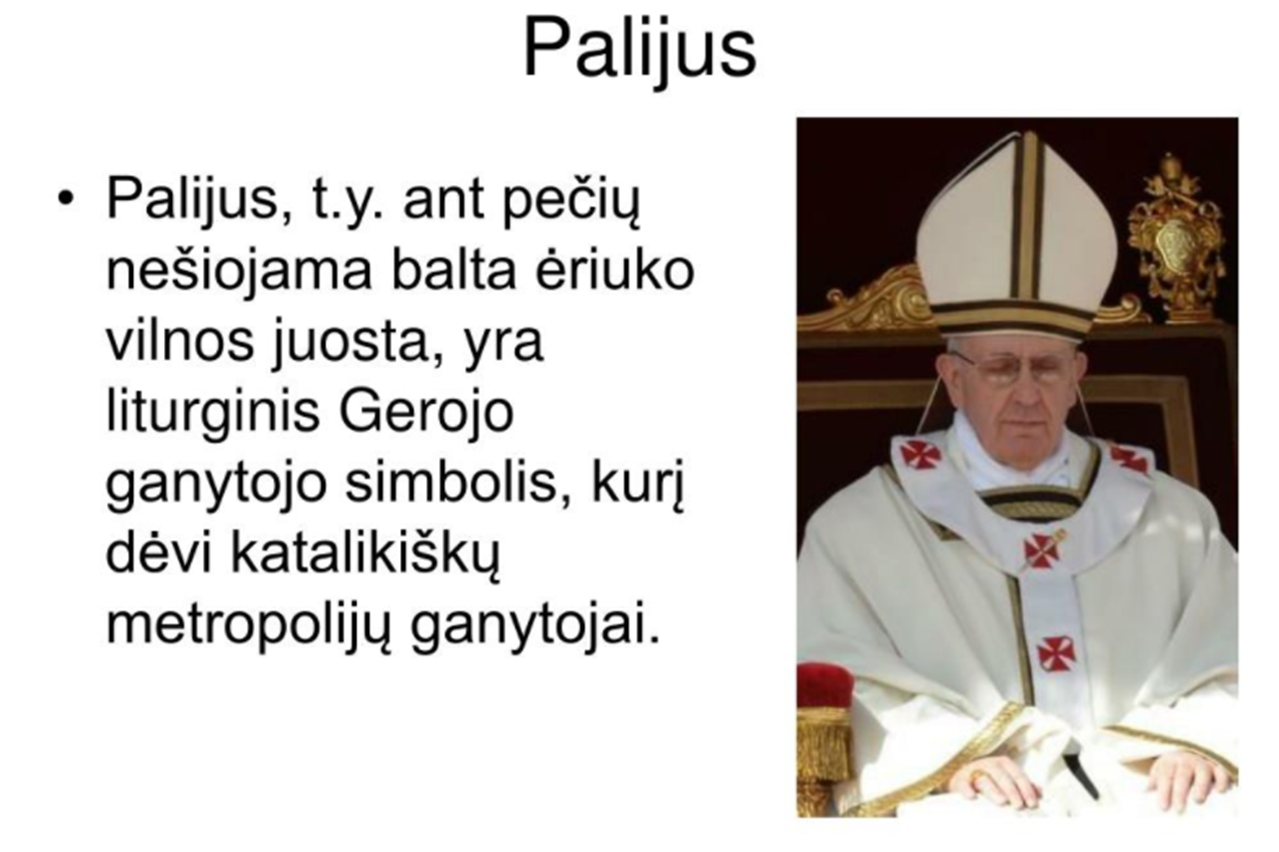 Palijus
• Palijus, t.y. ant pečių
nešiojama balta ėriuko
vilnos juosta, yra
liturginis Gerojo
ganytojo simbolis, kurį
dėvi katalikiškų
metropolijų ganytojai.